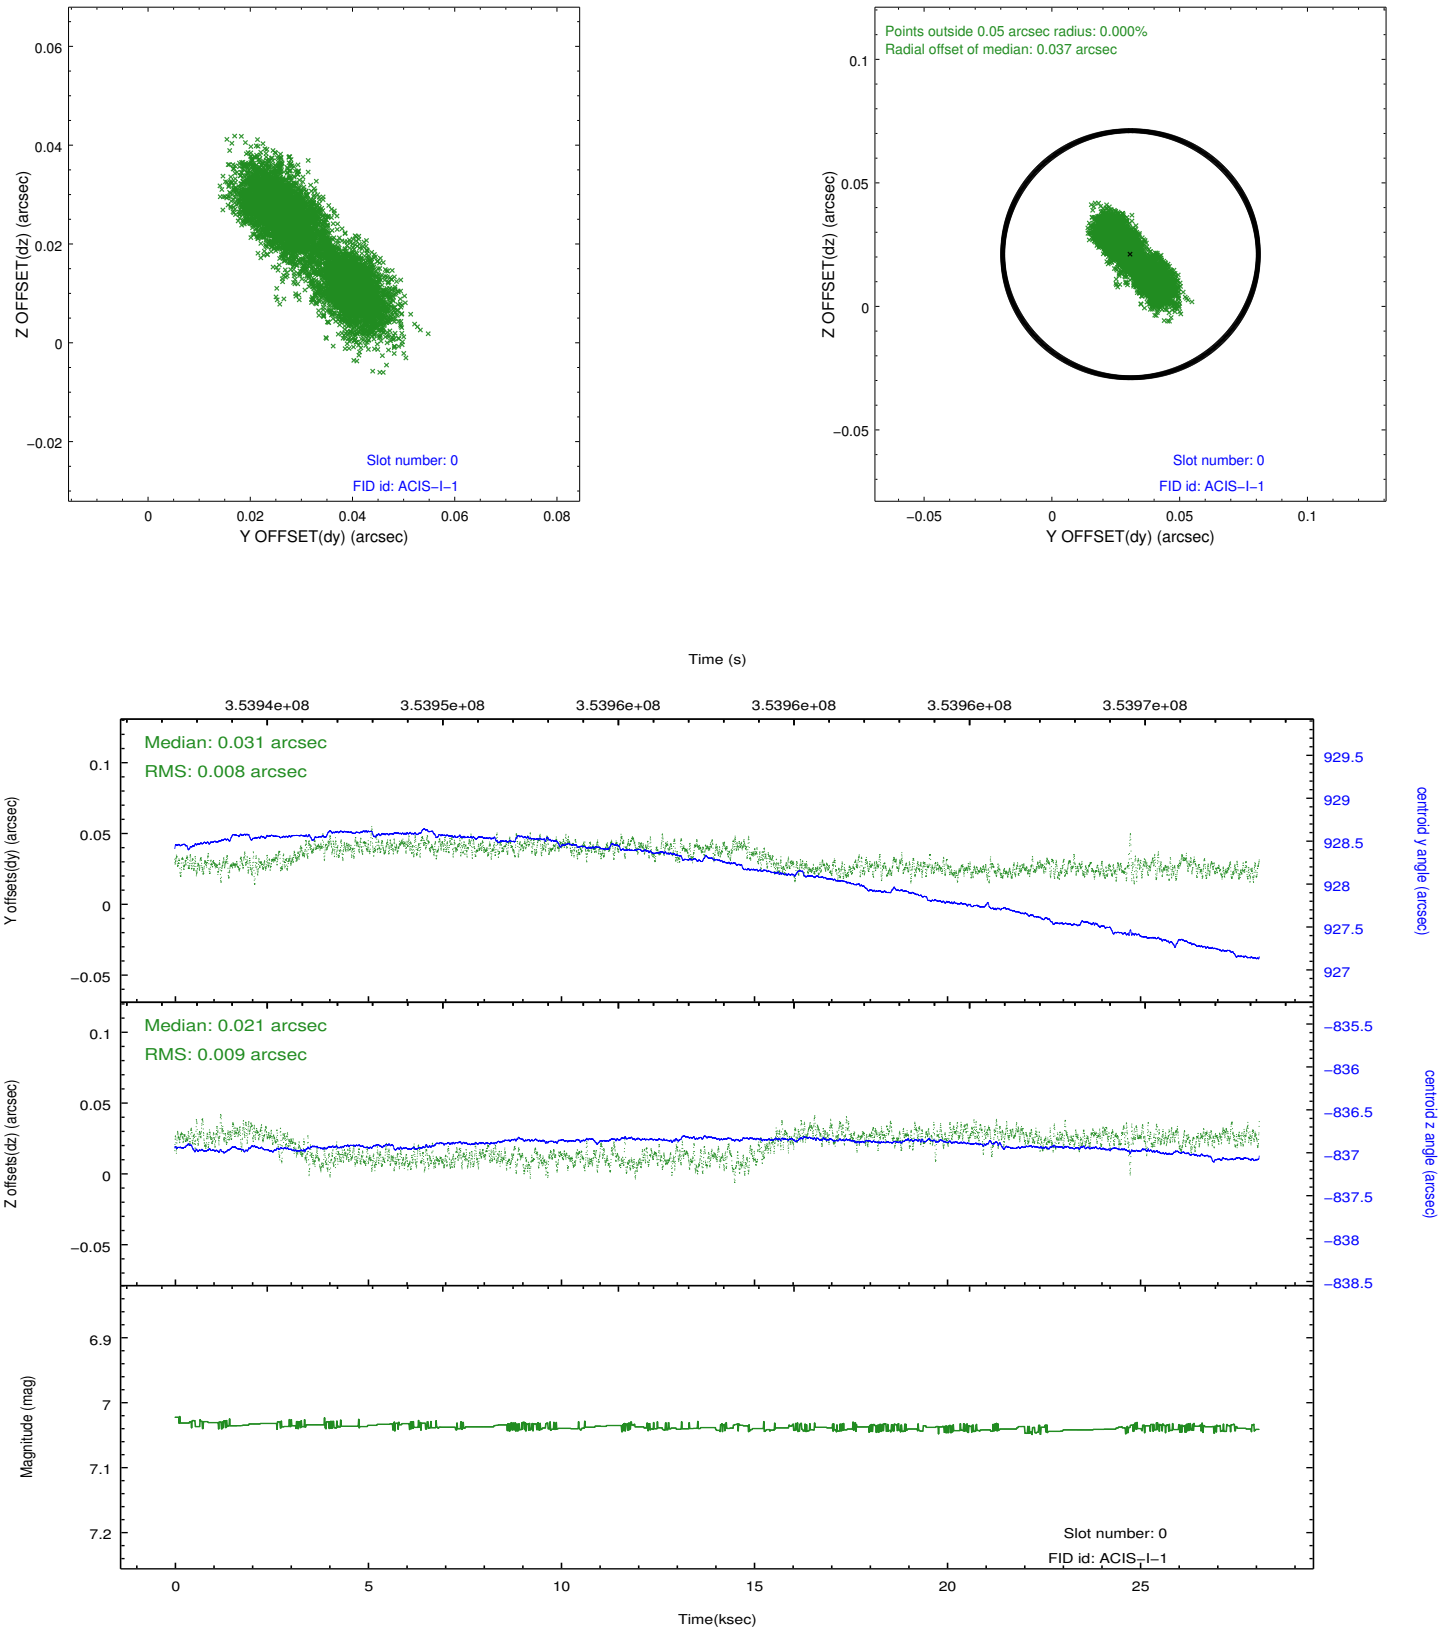 0.06
0.04
0.02
0
−0.02
Z OFFSET(dz) (arcsec)
Slot number: 0
FID id: ACIS−I−1
0 0.02 0.04 0.06 0.08
Y OFFSET(dy) (arcsec)
Points outside 0.05 arcsec radius: 0.000%
Radial offset of median: 0.037 arcsec
0.1
0.05
0
−0.05
Z OFFSET(dz) (arcsec)
Slot number: 0
FID id: ACIS−I−1
−0.05 0 0.05 0.1
Y OFFSET(dy) (arcsec)
Time (s)
3.5394e+08 3.5395e+08 3.5396e+08 3.5396e+08 3.5396e+08 3.5397e+08
Median: 0.031 arcsec
RMS: 0.008 arcsec
0.1
0.05
0
−0.05
Y offsets(dy) (arcsec)
929.5
929
928.5
928
927.5
927
centroid y angle (arcsec)
Median: 0.021 arcsec
RMS: 0.009 arcsec
0.1
0.05
0
−0.05
Z offsets(dz) (arcsec)
−835.5
−836
−836.5
−837
−837.5
−838
−838.5
centroid z angle (arcsec)
6.9
7
7.1
7.2
Magnitude (mag)
Slot number: 0
FID id: ACIS−I−1
0 5 10 15 20 25
Time(ksec)